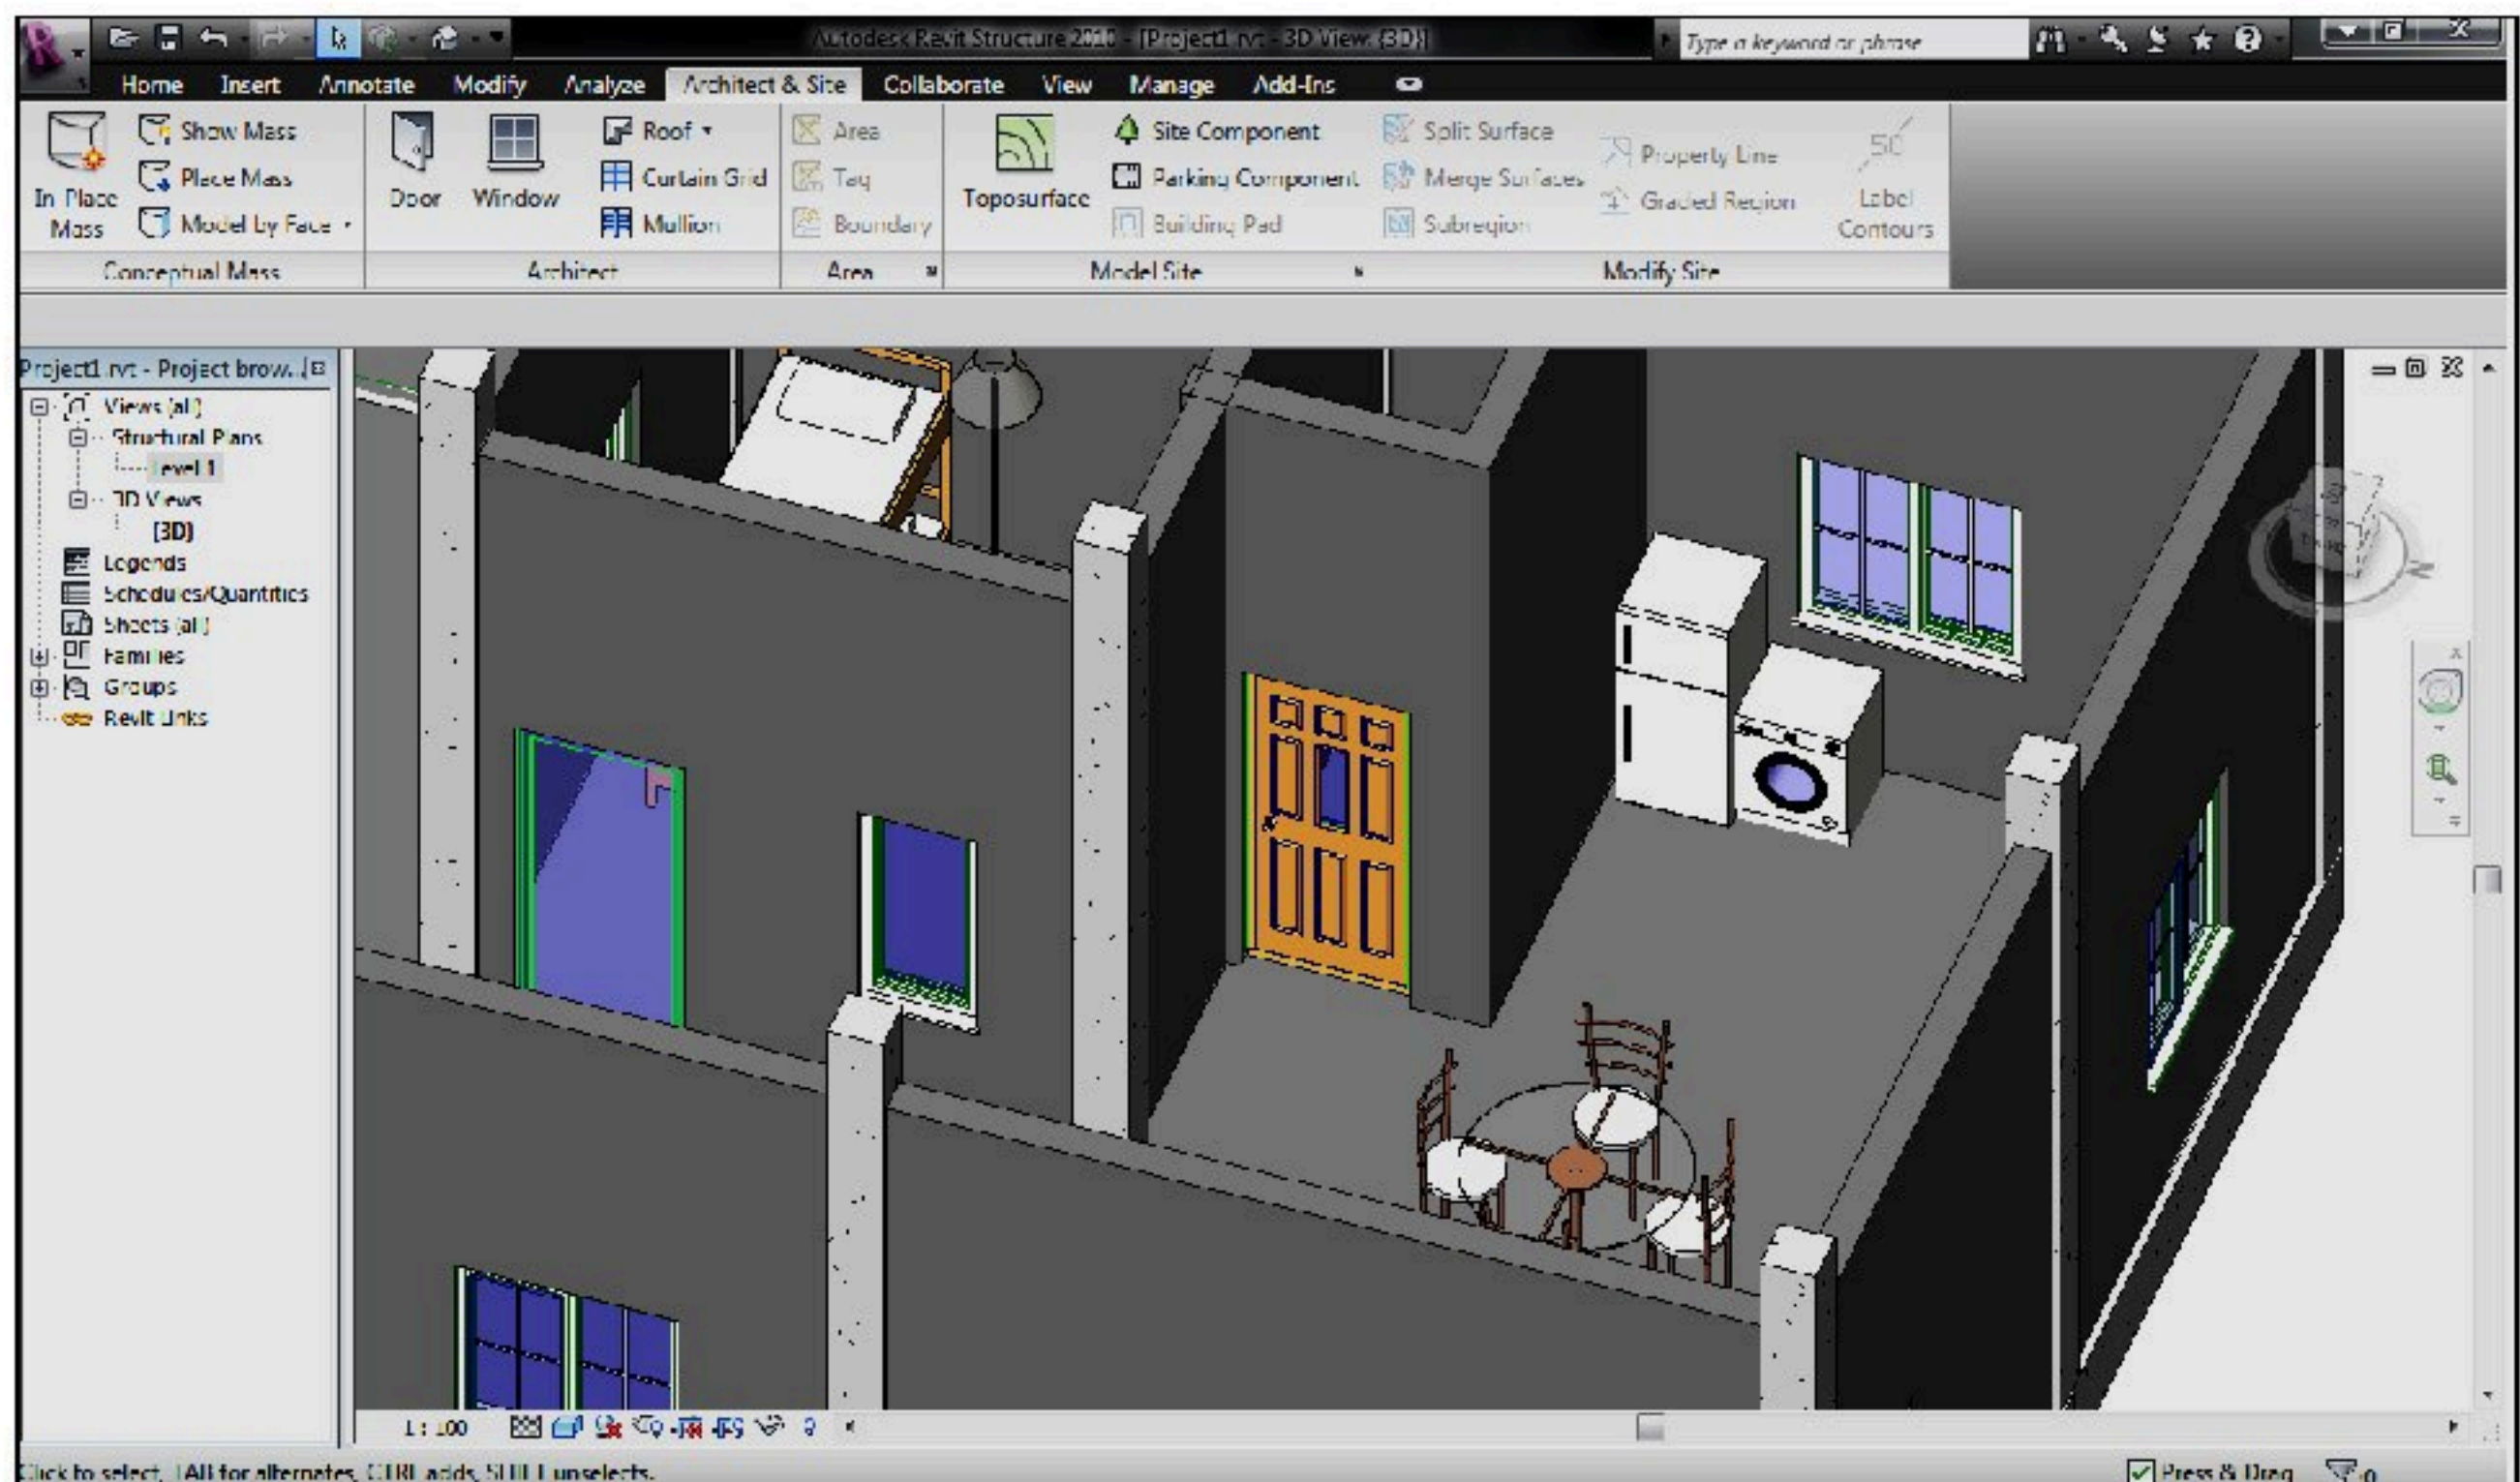 Autodesk Revit Structure 2010 - [Project1.rvt - 3D View: {3D}]
Type a keyword or phrase
Home Insert Annotate Modify Analyze Architect & Site Collaborate View Manage Add-Ins
Show Mass
Place Mass
Model by Face
In-Place Mass
Door
Window
Roof
Curtain Grid
Mullion
Area
Tag
Boundary
Toposurface
Site Component
Parking Component
Building Pad
Split Surface
Merge Surfaces
Subregion
Property Line
Graded Region
50
Label Contours
Conceptual Mass Architect Area Model Site Modify Site
Project1.rvt - Project brow...
Views (all)
Structural Plans
Level 1
3D Views
{3D}
Legends
Schedules/Quantities
Sheets (all)
Families
Groups
Revit Links
1 : 100
Click to select, TAB for alternates, CTRL adds, SHIFT unselects.
Press & Drag
:0